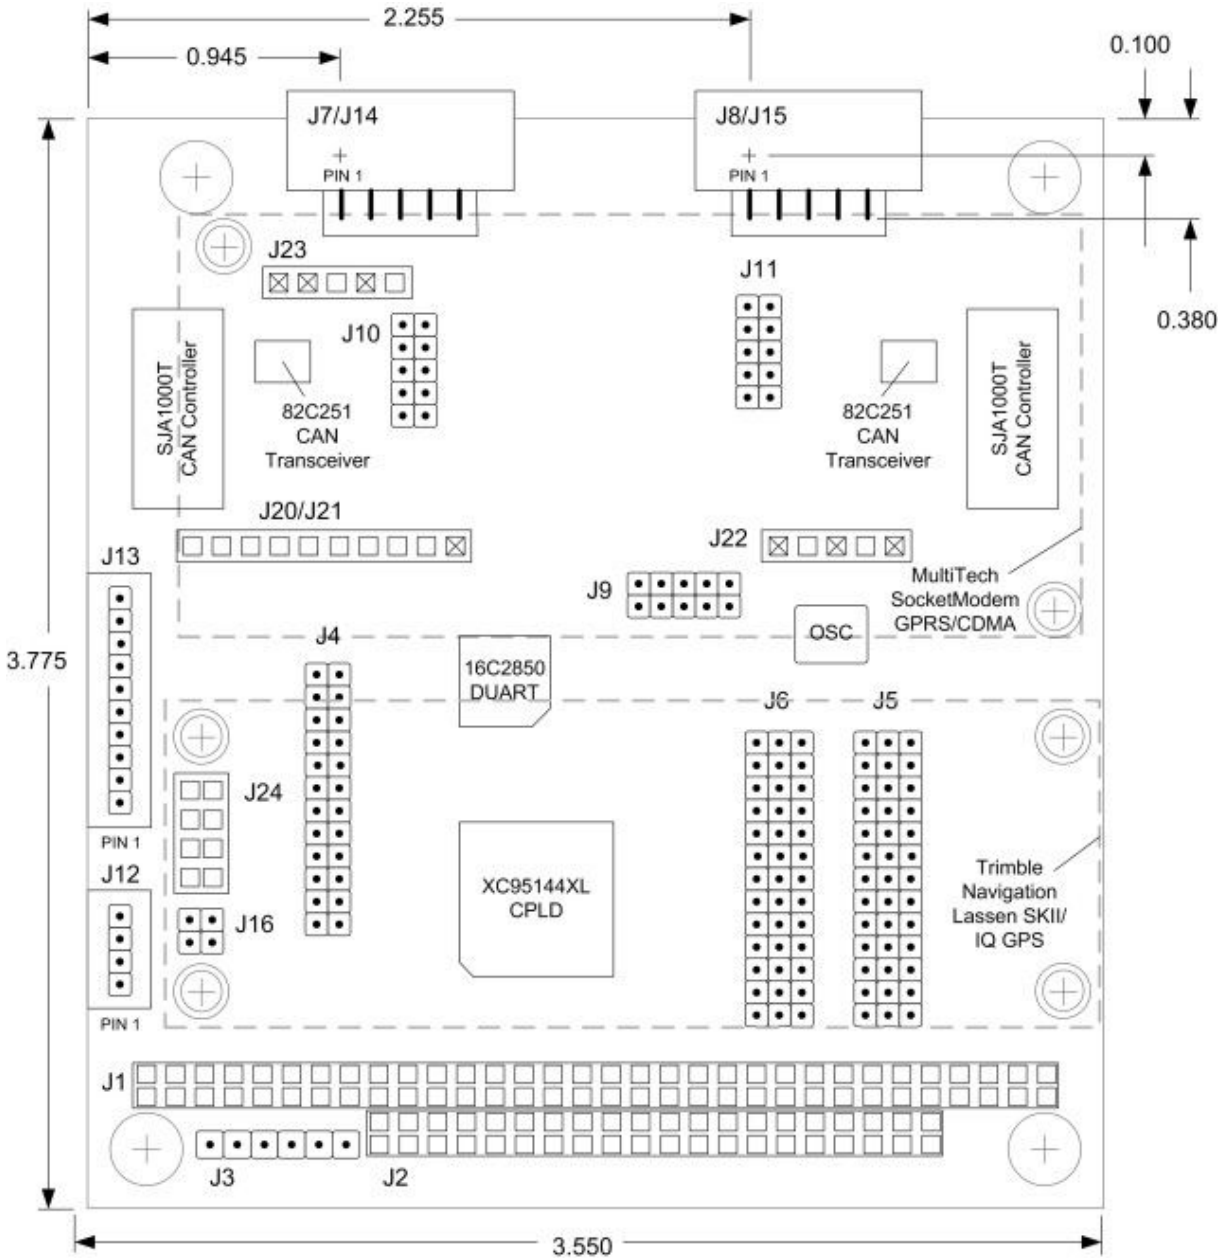 2.255
0.945
0.100
J7/J14
J8/J15
PIN 1
PIN 1
J23
J11
0.380
J10
SJA1000T
CAN Controller
82C251
CAN
Transceiver
82C251
CAN
Transceiver
SJA1000T
CAN Controller
J20/J21
J22
J13
J9
MultiTech
SocketModem
GPRS/CDMA
OSC
J4
3.775
16C2850
DUART
J6
J5
J24
PIN 1
J12
XC95144XL
CPLD
Trimble
Navigation
Lassen SKII/
IQ GPS
J16
PIN 1
J1
J3
J2
3.550